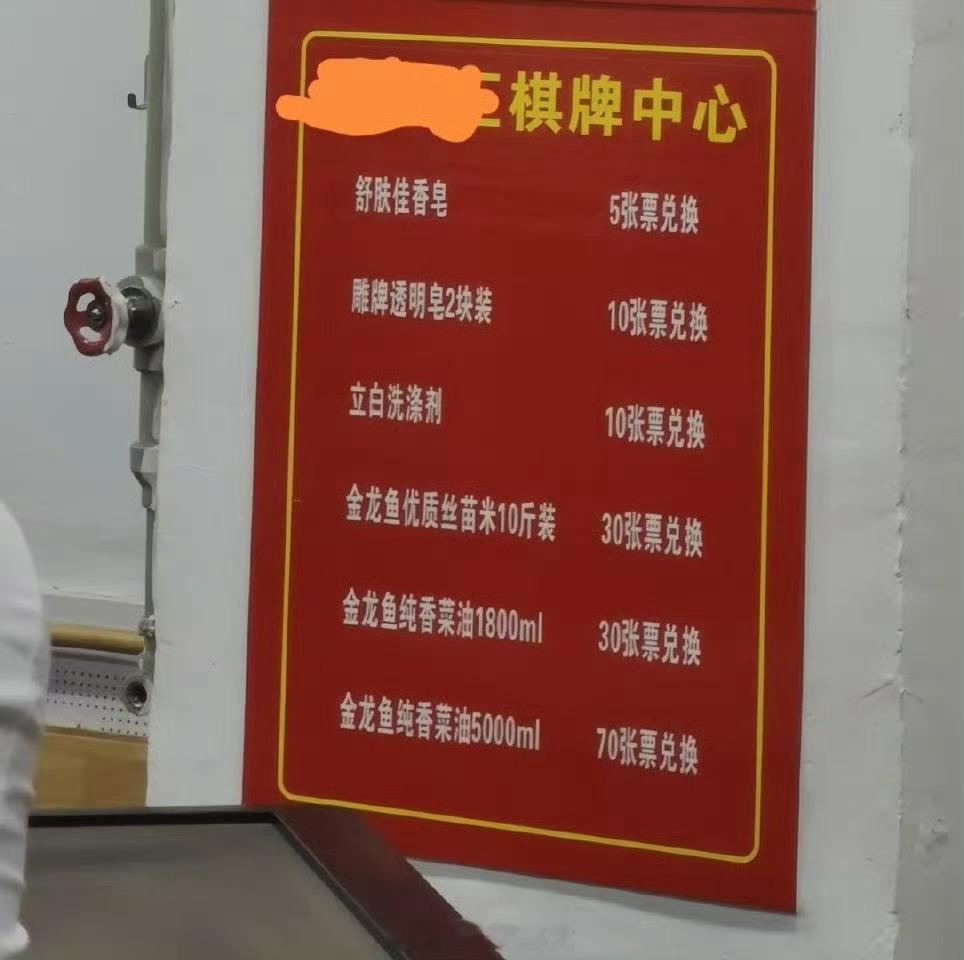 棋牌中心
舒肤佳香皂 5张票兑换
雕牌透明皂2块装 10张票兑换
立白洗涤剂 10张票兑换
金龙鱼优质丝苗米10斤装 30张票兑换
金龙鱼纯香菜油1800ml 30张票兑换
金龙鱼纯香菜油5000ml 70张票兑换